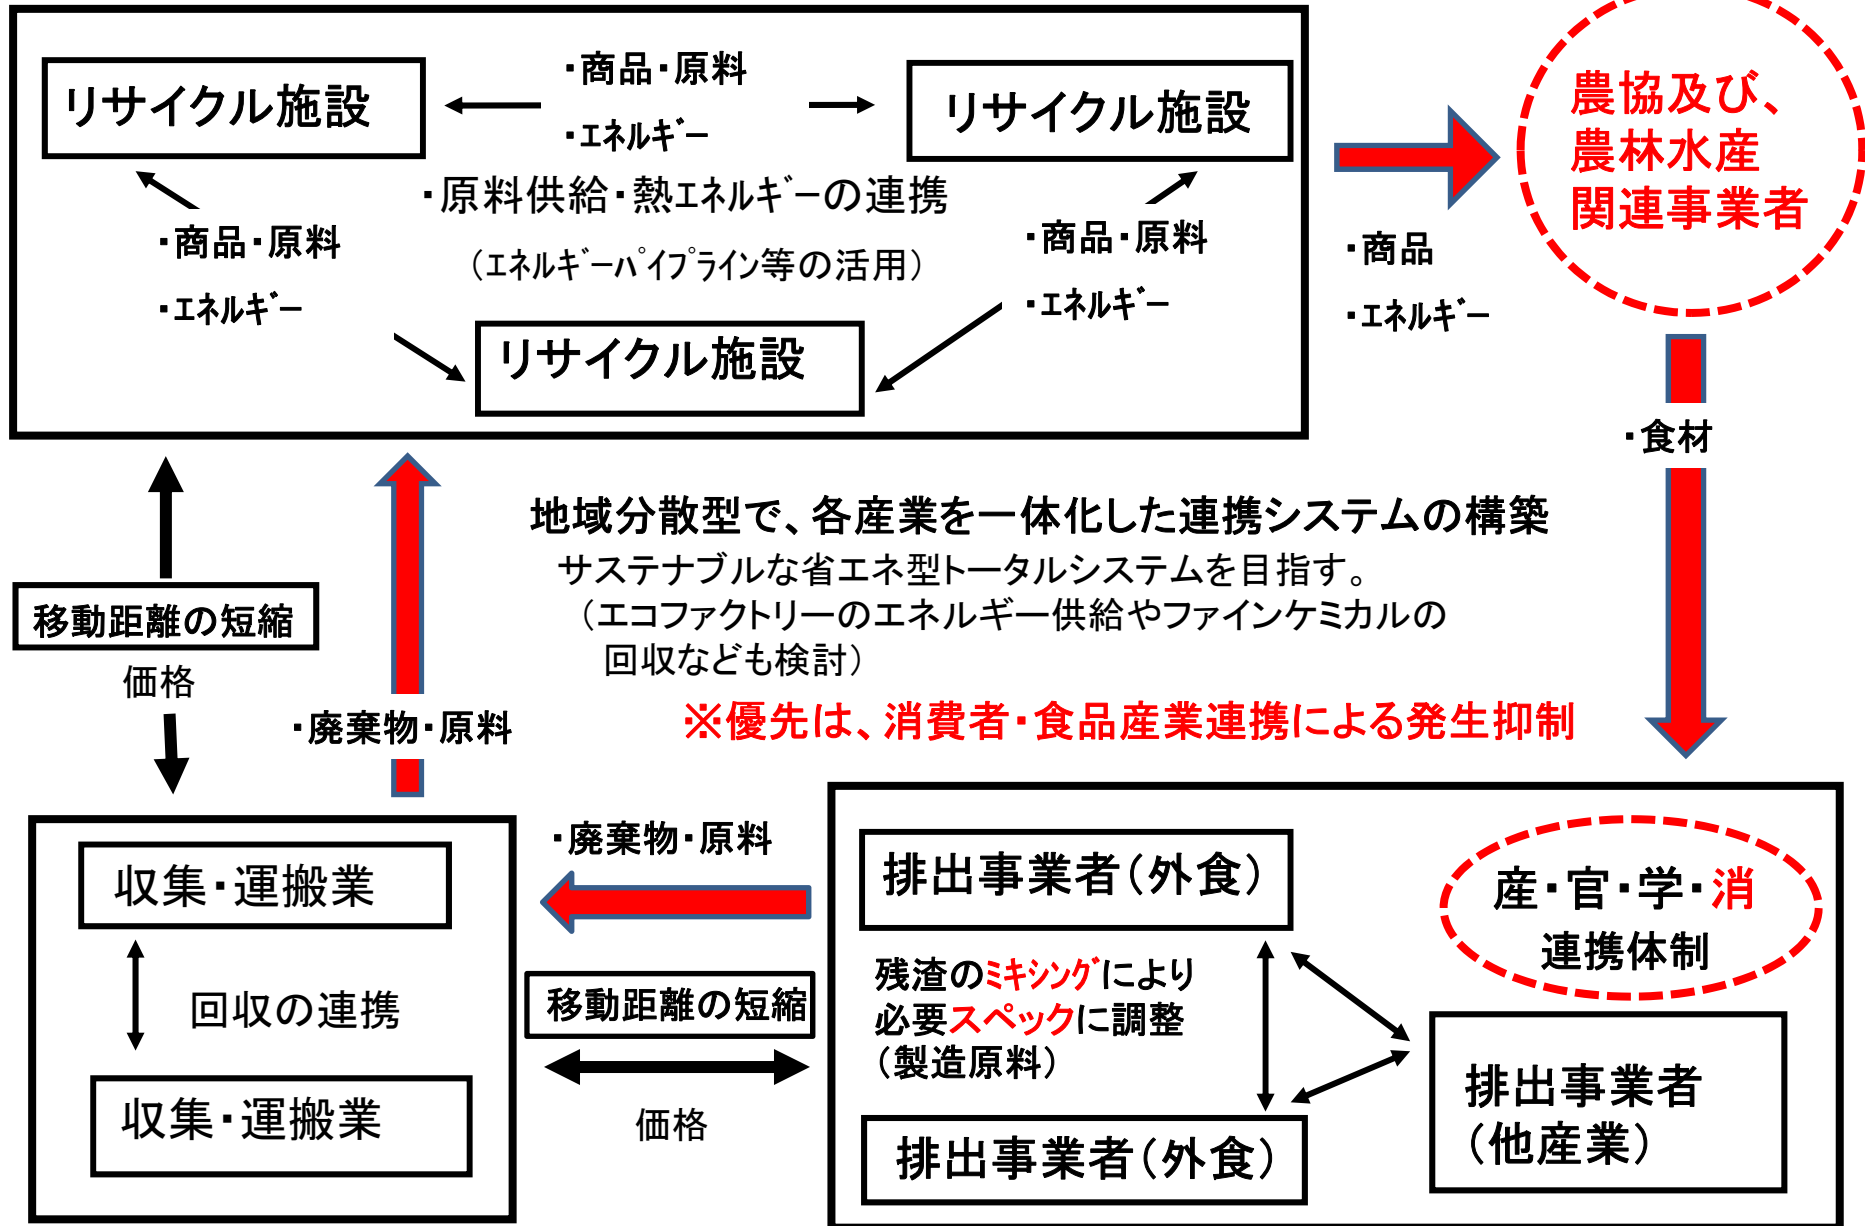 リサイクル施設
・商品・原料
・エネルギー
リサイクル施設
・原料供給・熱エネルギーの連携
(エネルギーパイプライン等の活用)
・商品・原料
・エネルギー
・商品・原料
・エネルギー
リサイクル施設
・商品
・エネルギー
農協及び、
農林水産
関連事業者
・食材
地域分散型で、各産業を一体化した連携システムの構築
サステナブルな省エネ型トータルシステムを目指す。
(エコファクトリーのエネルギー供給やファインケミカルの
回収なども検討)
※優先は、消費者・食品産業連携による発生抑制
移動距離の短縮
価格
・廃棄物・原料
収集・運搬業
回収の連携
収集・運搬業
・廃棄物・原料
移動距離の短縮
価格
排出事業者(外食)
残渣のミキシングにより
必要スペックに調整
(製造原料)
排出事業者(外食)
産・官・学・消
連携体制
排出事業者
(他産業)